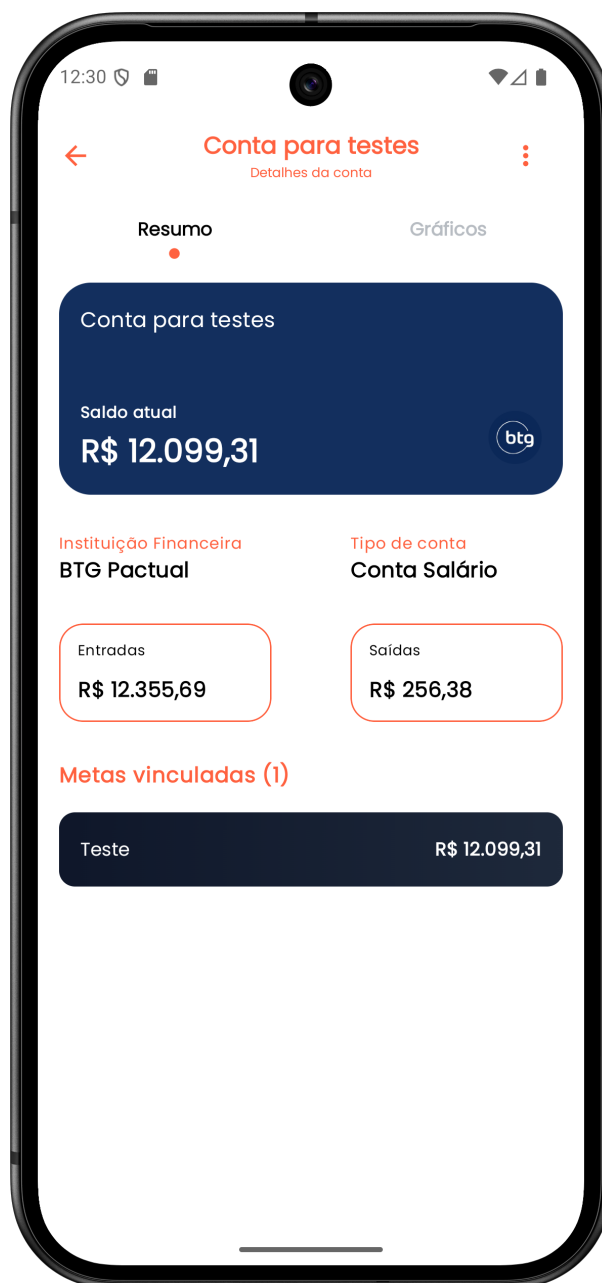 12:30
Conta para testes
Detalhes da conta
Resumo
Gráficos
Conta para testes
Saldo atual
R$ 12.099,31
btg
Instituição Financeira
BTG Pactual
Tipo de conta
Conta Salário
Entradas
R$ 12.355,69
Saídas
R$ 256,38
Metas vinculadas (1)
Teste
R$ 12.099,31